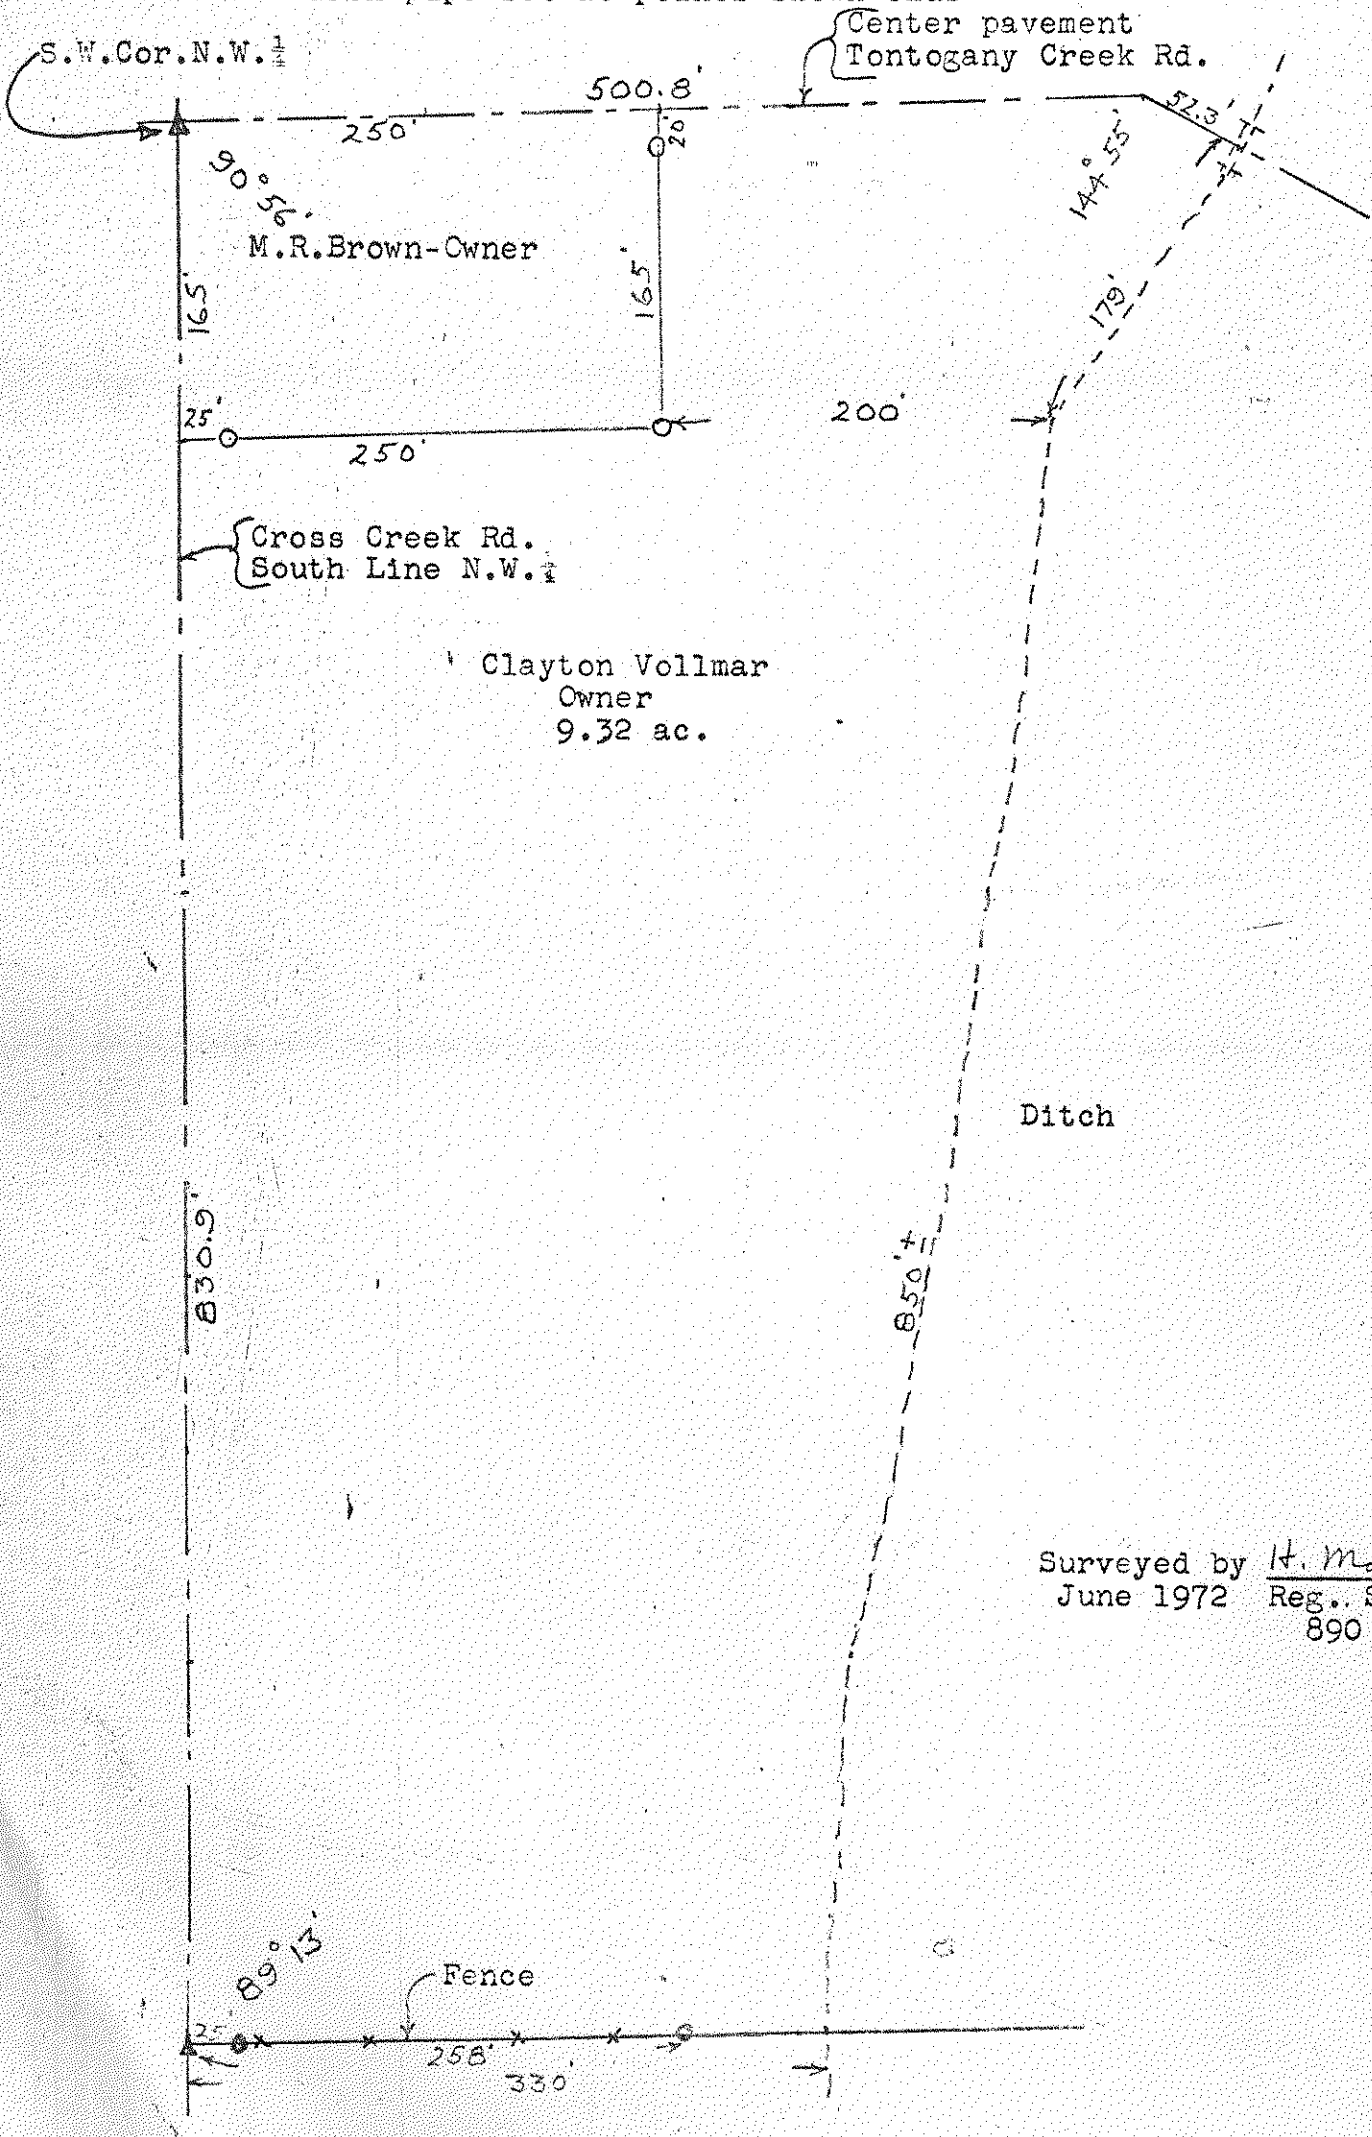 S.W.Cor.N.W.¼
Center pavement
Tontogany Creek Rd.
500.8'
250'
20'
52.3'
90°56'
144°55'
M.R.Brown-Owner
165'
165'
179'
25'
200'
250'
Cross Creek Rd.
South Line N.W.¼
Clayton Vollmar
Owner
9.32 ac.
Ditch
830.9'
850'±
Surveyed by H.
June 1972 Reg..
890
89°13'
Fence
25'
258'
330'